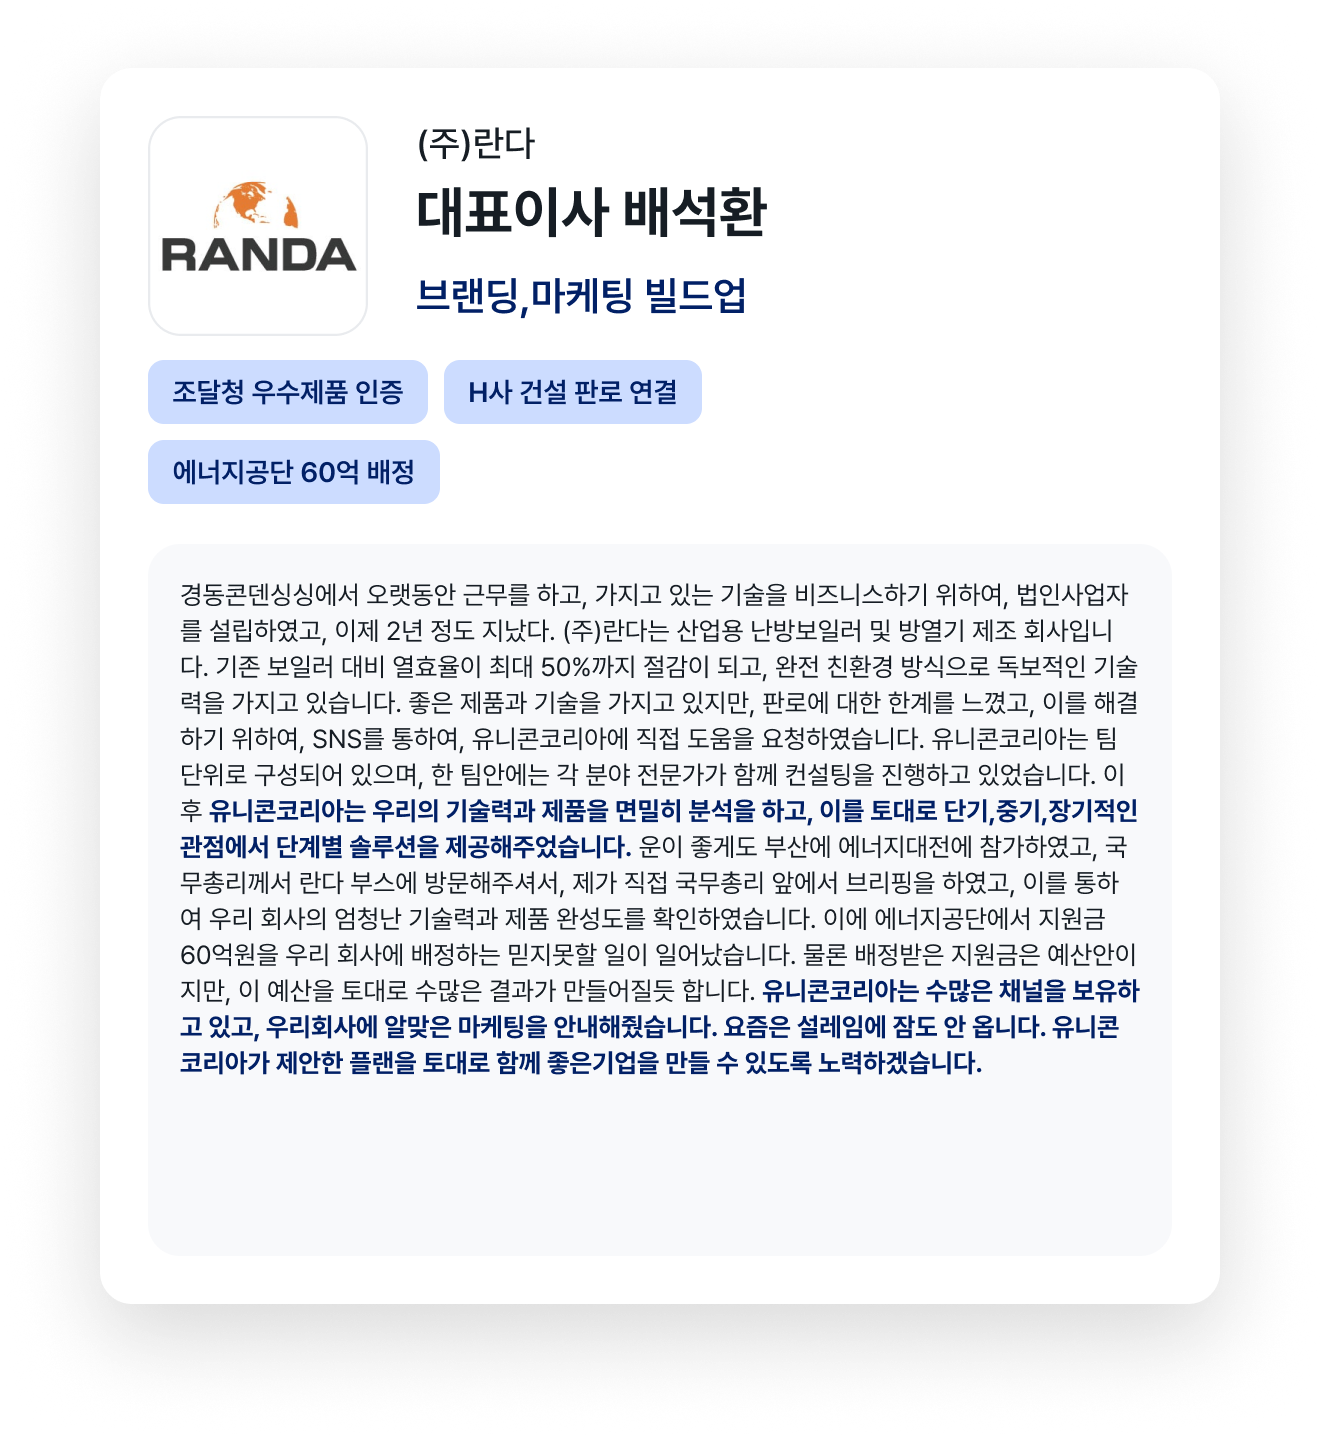 RANDA
(주)란다
대표이사 배석환
브랜딩,마케팅 빌드업
조달청 우수제품 인증
H사 건설 판로 연결
에너지공단 60억 배정
경동콘덴싱싱에서 오랫동안 근무를 하고, 가지고 있는 기술을 비즈니스하기 위하여, 법인사업자
를 설립하였고, 이제 2년 정도 지났다. (주)란다는 산업용 난방보일러 및 방열기 제조 회사입니
다. 기존 보일러 대비 열효율이 최대 50%까지 절감이 되고, 완전 친환경 방식으로 독보적인 기술
력을 가지고 있습니다. 좋은 제품과 기술을 가지고 있지만, 판로에 대한 한계를 느꼈고, 이를 해결
하기 위하여, SNS를 통하여, 유니콘코리아에 직접 도움을 요청하였습니다. 유니콘코리아는 팀
단위로 구성되어 있으며, 한 팀안에는 각 분야 전문가가 함께 컨설팅을 진행하고 있었습니다. 이
후 유니콘코리아는 우리의 기술력과 제품을 면밀히 분석을 하고, 이를 토대로 단기,중기,장기적인
관점에서 단계별 솔루션을 제공해주었습니다. 운이 좋게도 부산에 에너지대전에 참가하였고, 국
무총리께서 란다 부스에 방문해주셔서, 제가 직접 국무총리 앞에서 브리핑을 하였고, 이를 통하
여 우리 회사의 엄청난 기술력과 제품 완성도를 확인하였습니다. 이에 에너지공단에서 지원금
60억원을 우리 회사에 배정하는 믿지못할 일이 일어났습니다. 물론 배정받은 지원금은 예산안이
지만, 이 예산을 토대로 수많은 결과가 만들어질듯 합니다. 유니콘코리아는 수많은 채널을 보유하
고 있고, 우리회사에 알맞은 마케팅을 안내해줬습니다. 요즘은 설레임에 잠도 안 옵니다. 유니콘
코리아가 제안한 플랜을 토대로 함께 좋은기업을 만들 수 있도록 노력하겠습니다.